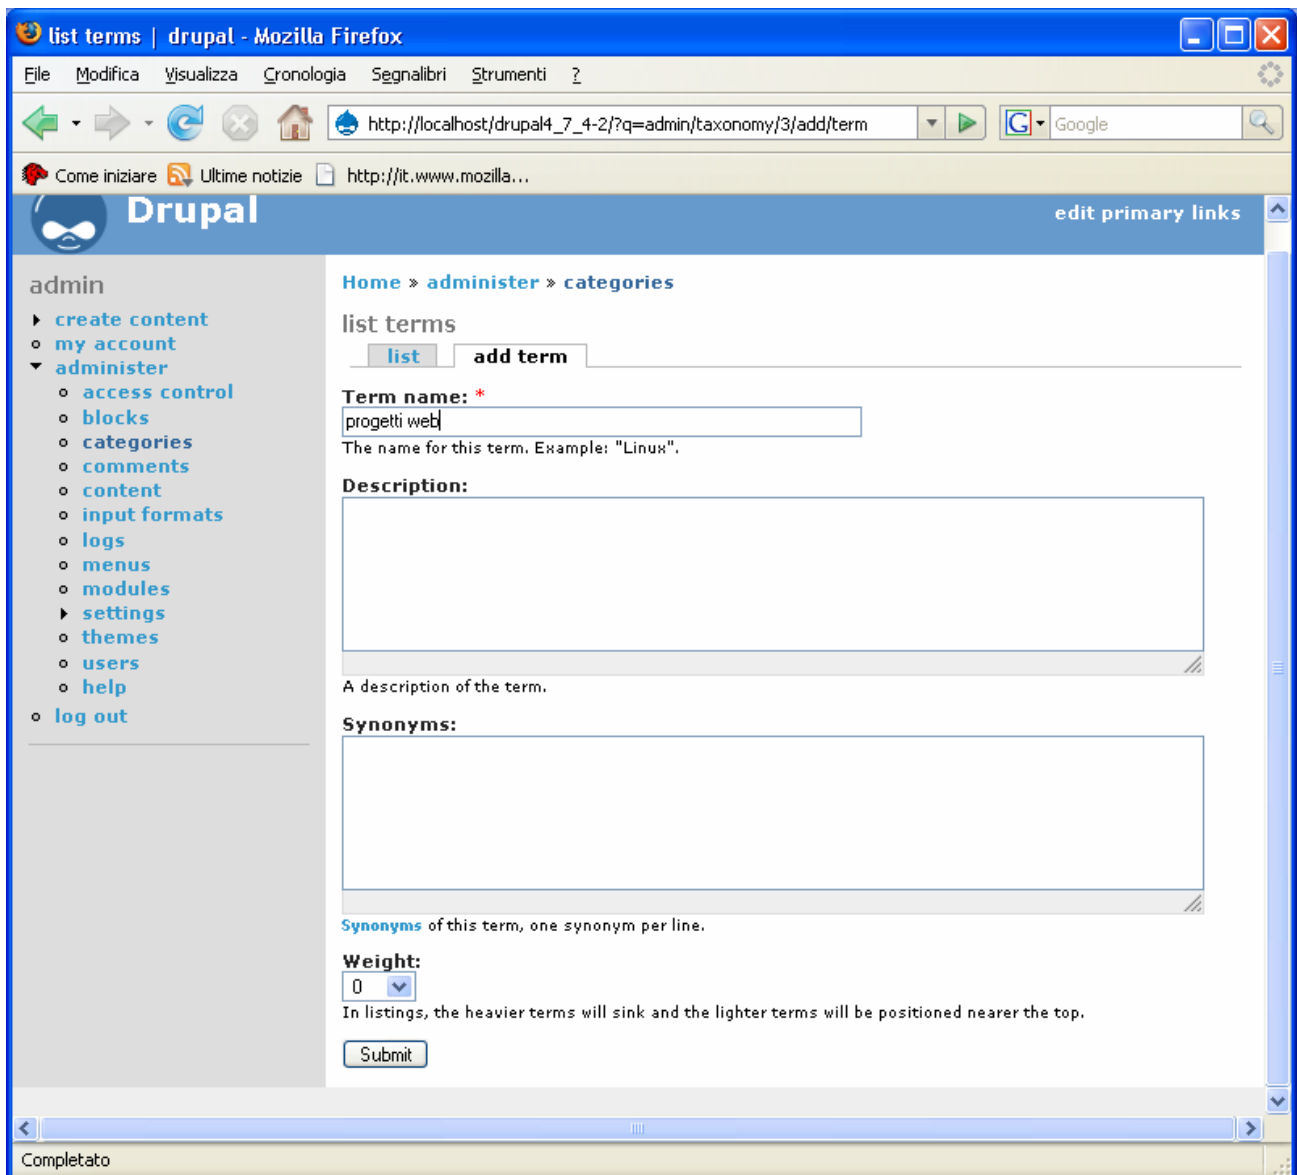 list terms | drupal - Mozilla Firefox
File Modifica Visualizza Cronologia Segnalibri Strumenti ?
http://localhost/drupal4_7_4-2/?q=admin/taxonomy/3/add/term
G Google
Come iniziare Ultime notizie http://it.www.mozilla...
Drupal
edit primary links
admin
create content
my account
administer
access control
blocks
categories
comments
content
input formats
logs
menus
modules
settings
themes
users
help
log out
Home » administer » categories
list terms
list add term
Term name: *
progetti web
The name for this term. Example: "Linux".
Description:
A description of the term.
Synonyms:
Synonyms of this term, one synonym per line.
Weight:
0
In listings, the heavier terms will sink and the lighter terms will be positioned nearer the top.
Submit
Completato